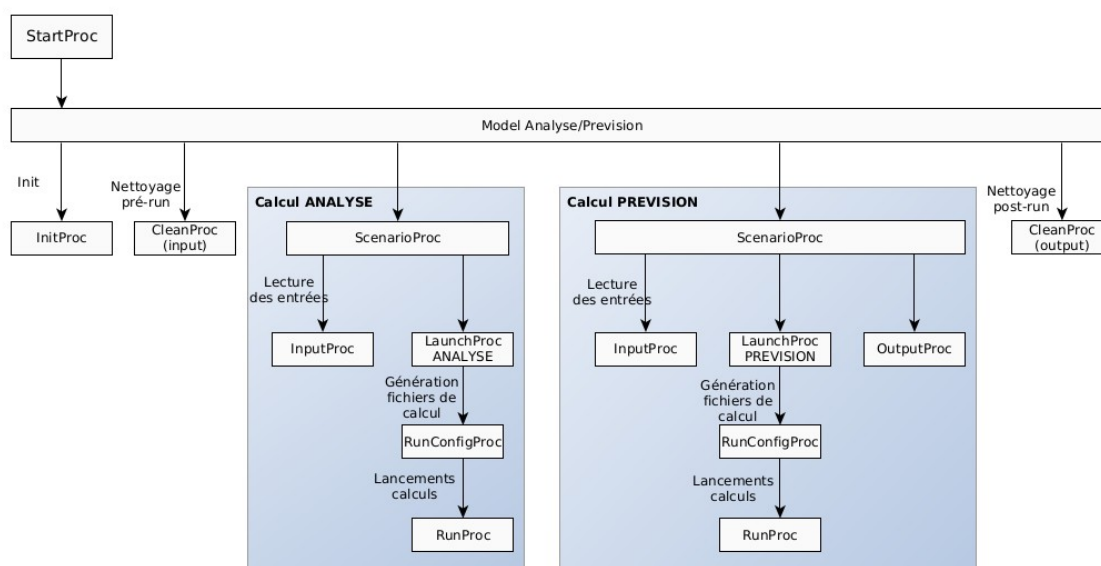 StartProc
Model Analyse/Prevision
Init
Nettoyage
pré-run
Nettoyage
post-run
InitProc
CleanProc
(input)
Calcul ANALYSE
ScenarioProc
Lecture
des entrées
InputProc
LaunchProc
ANALYSE
Génération
fichiers de
calcul
RunConfigProc
Lancements
calculs
RunProc
Calcul PREVISION
ScenarioProc
Lecture
des entrées
InputProc
LaunchProc
PREVISION
OutputProc
Génération
fichiers de
calcul
RunConfigProc
Lancements
calculs
RunProc
CleanProc
(output)